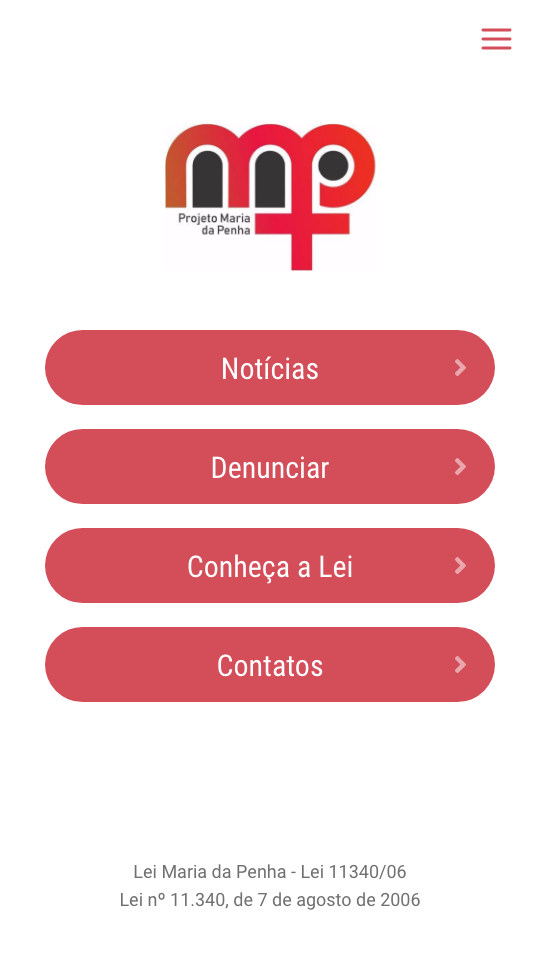 mp
Projeto Maria
da Penha
Notícias
Denunciar
Conheça a Lei
Contatos
Lei Maria da Penha - Lei 11340/06
Lei nº 11.340, de 7 de agosto de 2006